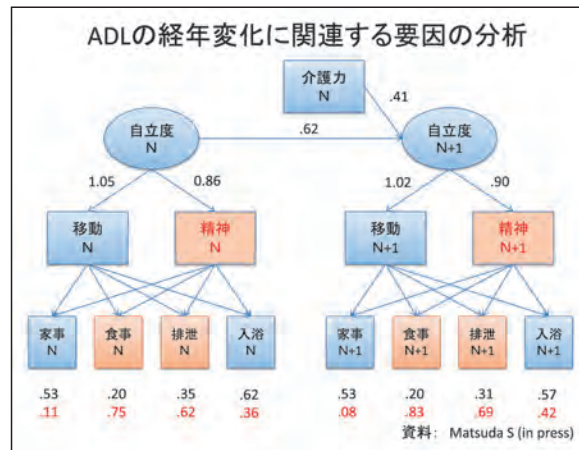 ADLの経年変化に関連する要因の分析
介護力
N
.41
自立度
N
.62
自立度
N+1
1.05
0.86
1.02
.90
移動
N
精神
N
移動
N+1
精神
N+1
家事
N
食事
N
排泄
N
入浴
N
家事
N+1
食事
N+1
排泄
N+1
入浴
N+1
.53 .20 .35 .62 .53 .20 .31 .57
.11 .75 .62 .36 .08 .83 .69 .42
資料： Matsuda S (in press)